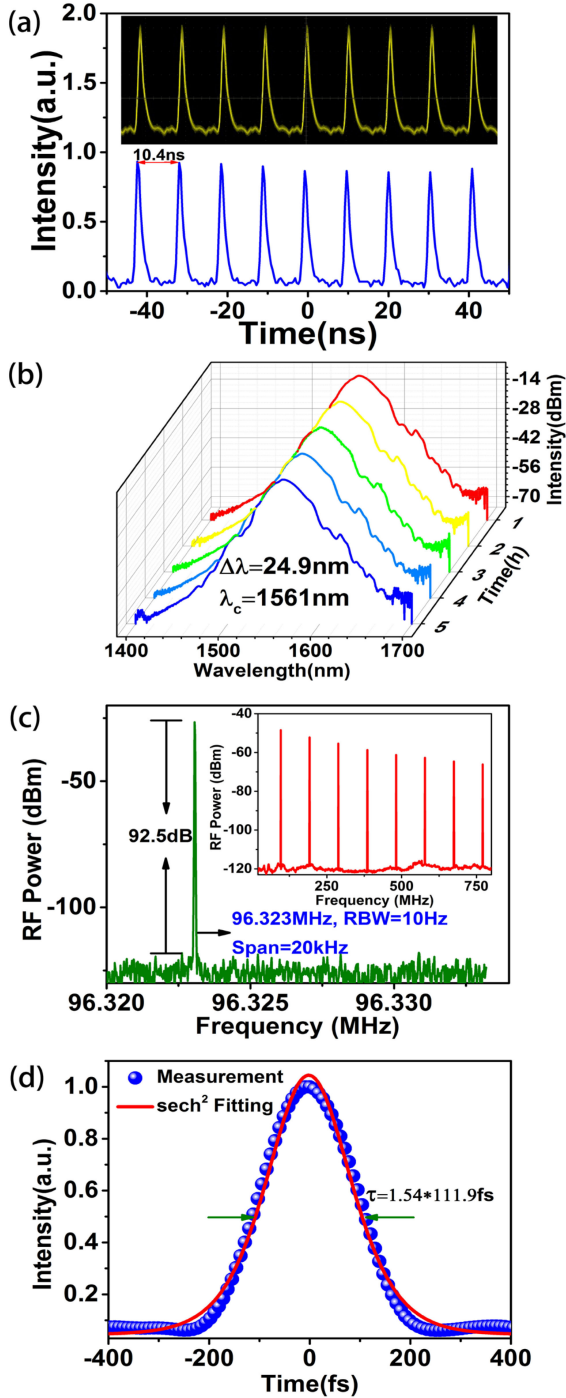 (a)
2.0
1.5
1.0
0.5
0.0
Intensity(a.u.)
10.4ns
-40 -20 0 20 40
Time(ns)
(b)
-14
-28
-42
-56
-70
Intensity(dBm)
1
2
3
4
5
Time(h)
Δλ=24.9nm
λc=1561nm
1400 1500 1600 1700
Wavelength(nm)
(c)
-50
-100
RF Power (dBm)
92.5dB
96.323MHz, RBW=10Hz
Span=20kHz
-40
-60
-80
-100
-120
RF Power (dBm)
250 500 750
Frequency (MHz)
96.320 96.325 96.330
Frequency (MHz)
(d)
1.0
0.8
0.6
0.4
0.2
Intensity(a.u.)
Measurement
sech² Fitting
τ=1.54*111.9fs
-400 -200 0 200 400
Time(fs)